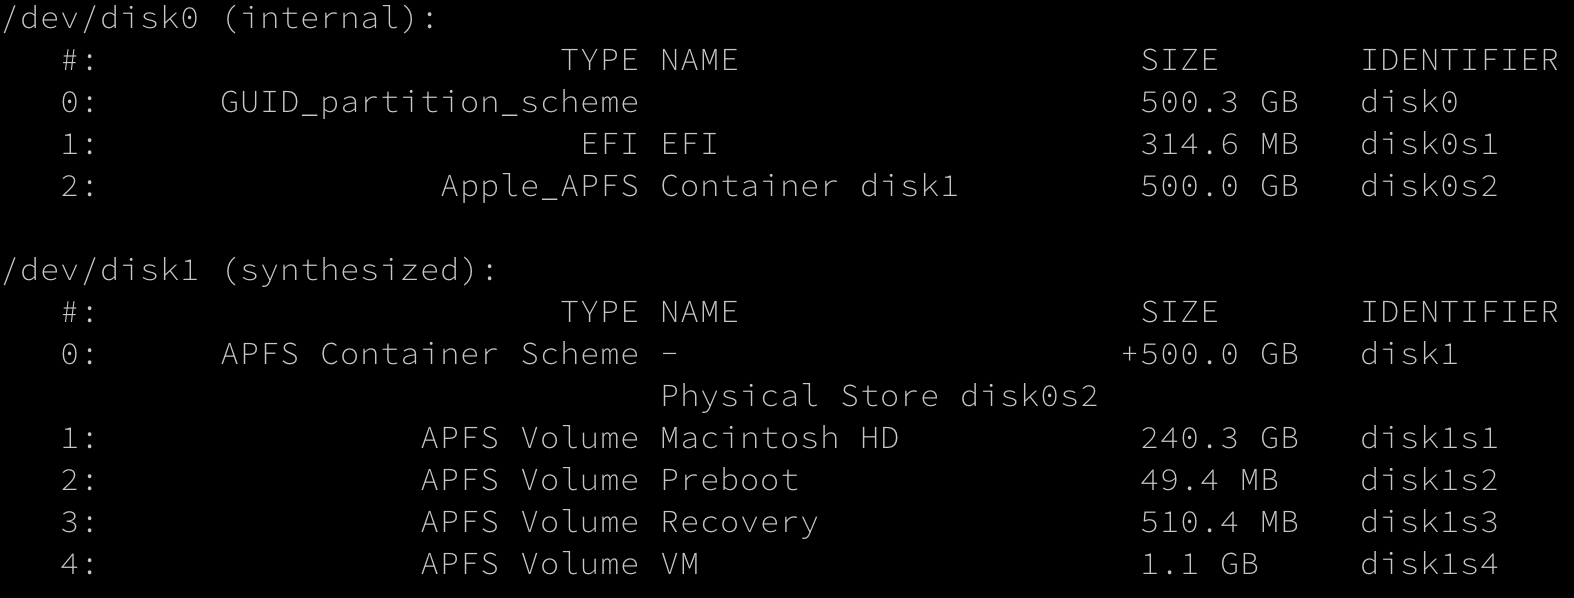 /dev/disk0 (internal):
   #:                       TYPE NAME                    SIZE       IDENTIFIER
   0:      GUID_partition_scheme                         500.3 GB   disk0
   1:                        EFI EFI                     314.6 MB   disk0s1
   2:                 Apple_APFS Container disk1         500.0 GB   disk0s2

/dev/disk1 (synthesized):
   #:                       TYPE NAME                    SIZE       IDENTIFIER
   0:      APFS Container Scheme -                      +500.0 GB   disk1
                                 Physical Store disk0s2
   1:                APFS Volume Macintosh HD            240.3 GB   disk1s1
   2:                APFS Volume Preboot                 49.4 MB    disk1s2
   3:                APFS Volume Recovery                510.4 MB   disk1s3
   4:                APFS Volume VM                      1.1 GB     disk1s4